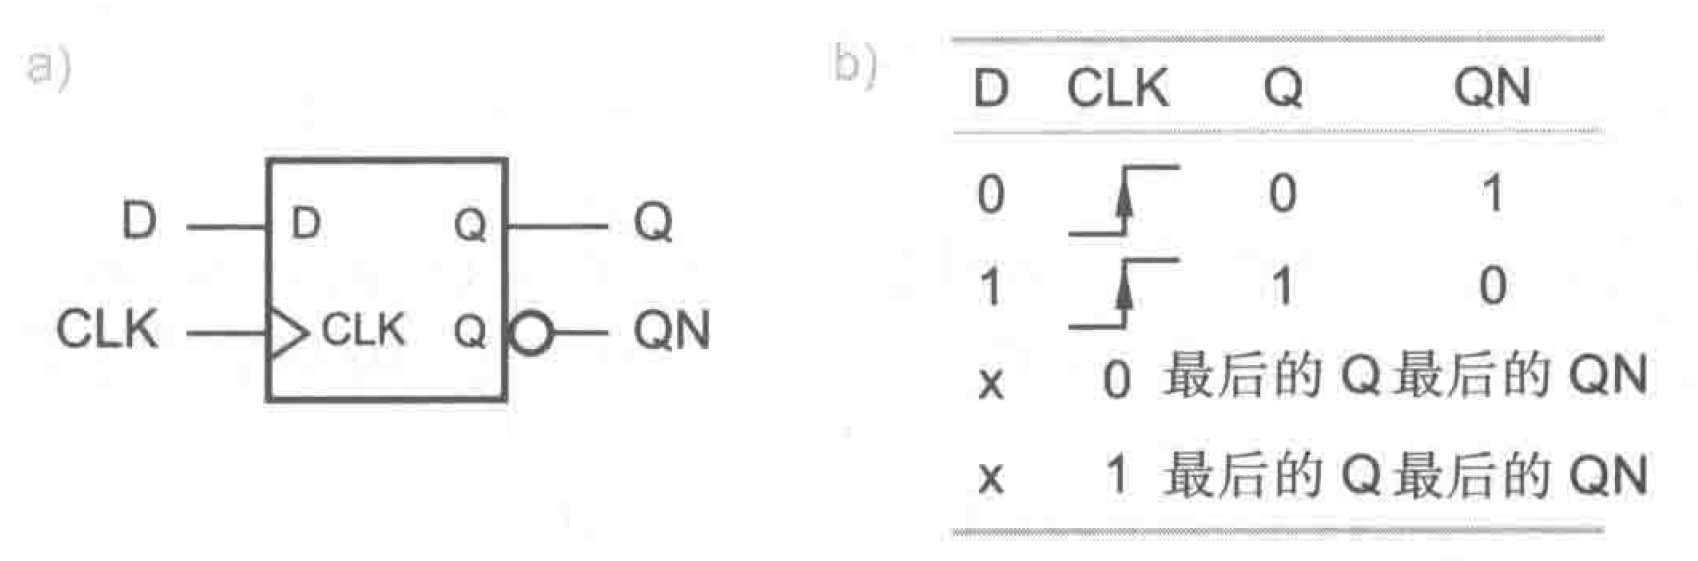 a)
D D Q Q
CLK CLK Q QN
b)
D CLK Q QN
0 0 1
1 1 0
x 0 最后的 Q 最后的 QN
x 1 最后的 Q 最后的 QN